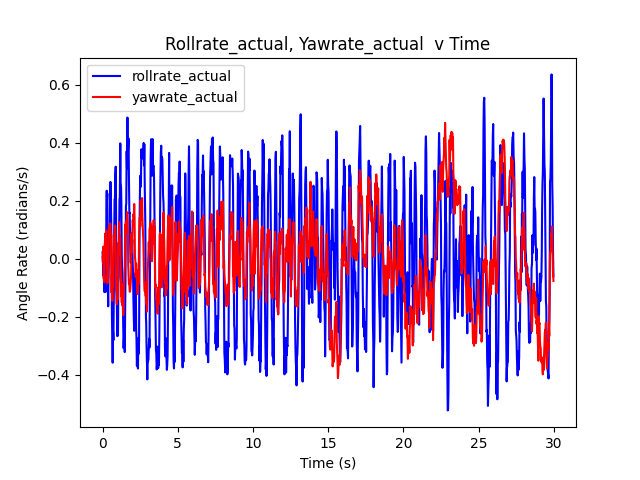 Rollrate_actual, Yawrate_actual  v Time
rollrate_actual
yawrate_actual
Angle Rate (radians/s)
0.6
0.4
0.2
0.0
−0.2
−0.4
0 5 10 15 20 25 30
Time (s)